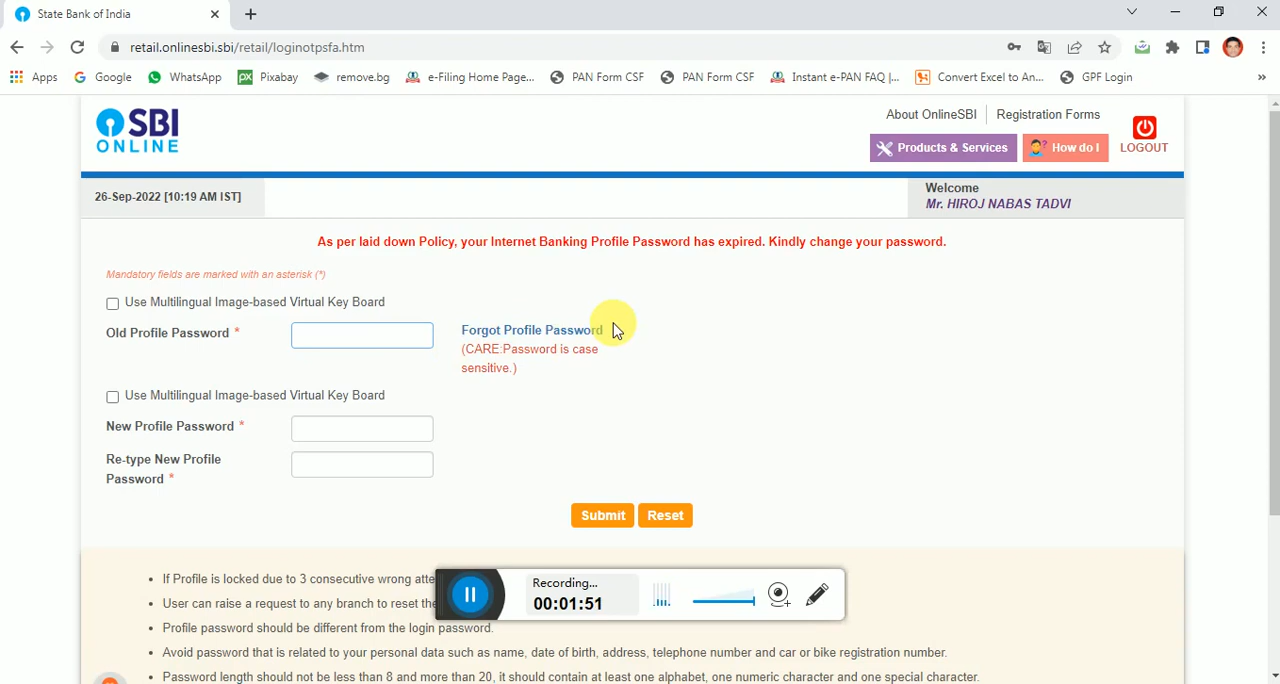 State Bank of India
retail.onlinesbi.sbi/retail/loginotpsfa.htm
Apps Google WhatsApp px Pixabay remove.bg e-Filing Home Page... PAN Form CSF PAN Form CSF Instant e-PAN FAQ |... Convert Excel to An... GPF Login »
SBI
ONLINE
About OnlineSBI Registration Forms
Products & Services How do I LOGOUT
26-Sep-2022 [10:19 AM IST]
Welcome
Mr. HIROJ NABAS TADVI
As per laid down Policy, your Internet Banking Profile Password has expired. Kindly change your password.
Mandatory fields are marked with an asterisk (*)
Use Multilingual Image-based Virtual Key Board
Old Profile Password *
Forgot Profile Password
(CARE:Password is case
sensitive.)
Use Multilingual Image-based Virtual Key Board
New Profile Password *
Re-type New Profile
Password *
Submit Reset
• If Profile is locked due to 3 consecutive wrong atte
• User can raise a request to any branch to reset the
• Profile password should be different from the login password.
• Avoid password that is related to your personal data such as name, date of birth, address, telephone number and car or bike registration number.
• Password length should not be less than 8 and more than 20, it should contain at least one alphabet, one numeric character and one special character.
Recording...
00:01:51